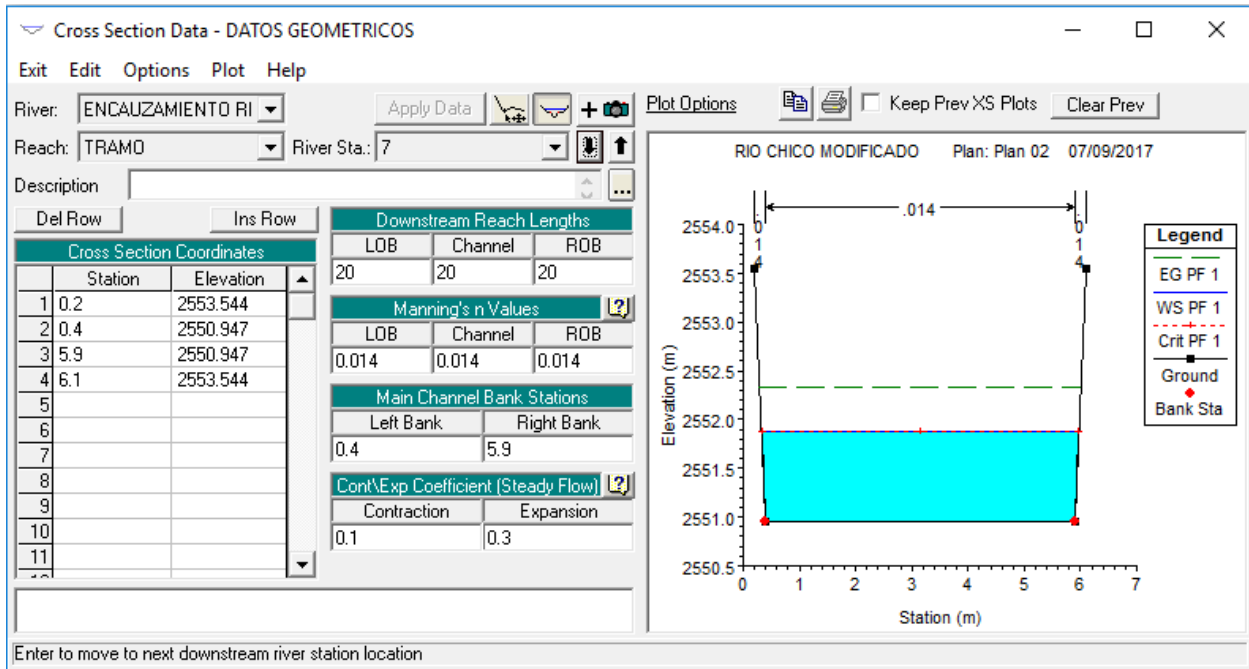 Cross Section Data - DATOS GEOMETRICOS
Exit Edit Options Plot Help
River: ENCAUZAMIENTO RI Apply Data + Plot Options Keep Prev XS Plots Clear Prev
Reach: TRAMO River Sta.: 7
Description ...
Del Row Ins Row
Cross Section Coordinates
Station Elevation
1 0.2 2553.544
2 0.4 2550.947
3 5.9 2550.947
4 6.1 2553.544
5
6
7
8
9
10
11
Downstream Reach Lengths
LOB Channel ROB
20 20 20
Manning's n Values
LOB Channel ROB
0.014 0.014 0.014
Main Channel Bank Stations
Left Bank Right Bank
0.4 5.9
Cont\Exp Coefficient (Steady Flow)
Contraction Expansion
0.1 0.3
RIO CHICO MODIFICADO Plan: Plan 02 07/09/2017
.014 .014 .014
2554.0
2553.5
2553.0
2552.5
2552.0
2551.5
2551.0
2550.5
Elevation (m)
0 1 2 3 4 5 6 7
Station (m)
Legend
EG PF 1
WS PF 1
Crit PF 1
Ground
Bank Sta
Enter to move to next downstream river station location